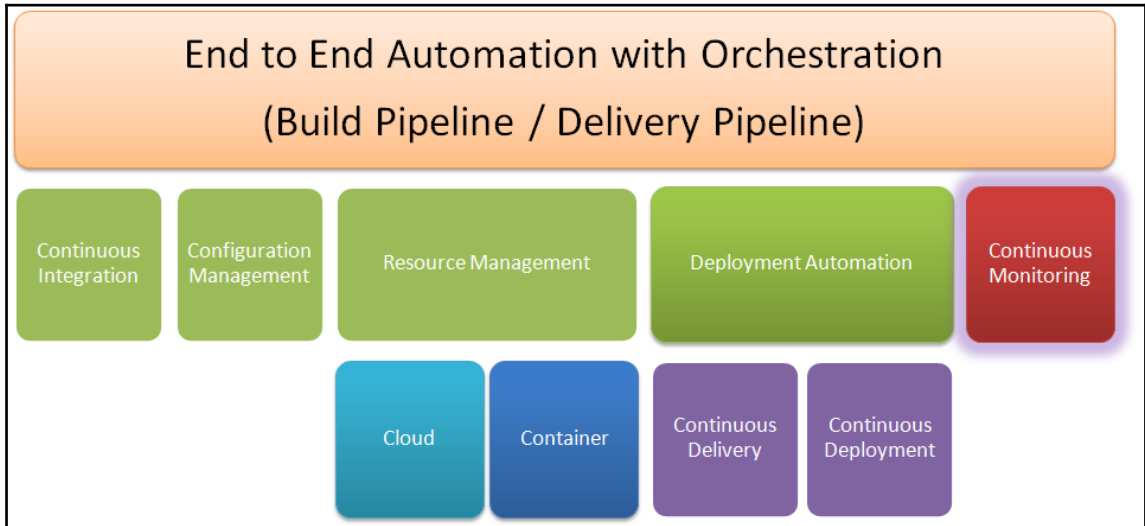 End to End Automation with Orchestration
(Build Pipeline / Delivery Pipeline)
Continuous
Integration
Configuration
Management
Resource Management
Deployment Automation
Continuous
Monitoring
Cloud
Container
Continuous
Delivery
Continuous
Deployment